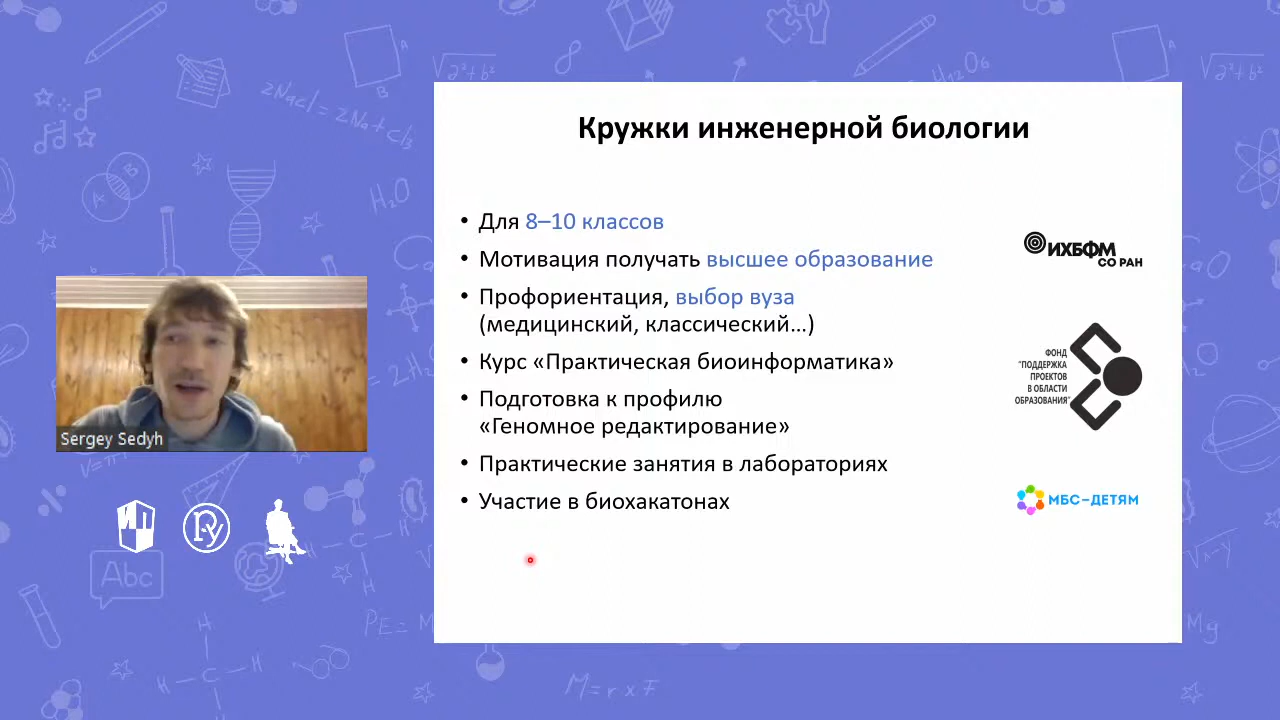 Кружки инженерной биологии
• Для 8–10 классов
• Мотивация получать высшее образование
• Профориентация, выбор вуза
(медицинский, классический…)
• Курс «Практическая биоинформатика»
• Подготовка к профилю
«Геномное редактирование»
• Практические занятия в лабораториях
• Участие в биохакатонах
ИХБФМ
СО РАН
ФОНД
"ПОДДЕРЖКА
ПРОЕКТОВ
В ОБЛАСТИ
ОБРАЗОВАНИЯ"
МБС-ДЕТЯМ
Sergey Sedyh
Abc
H₂O
M = r x F